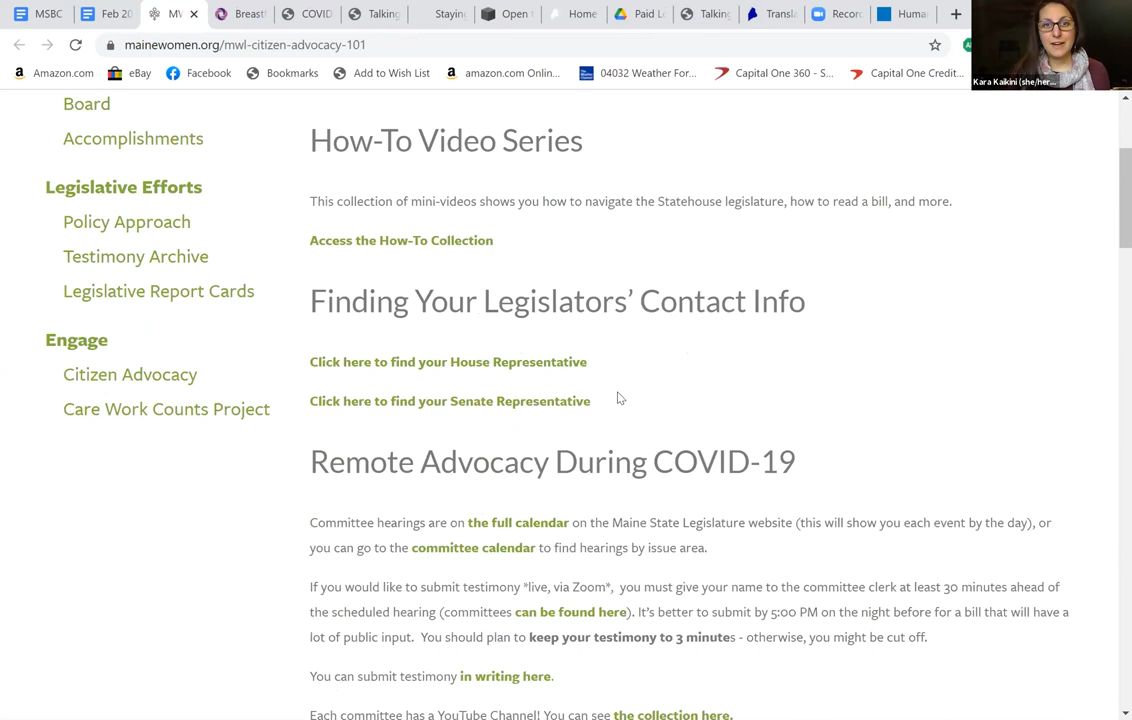 MSBC
Feb 20
MV
Breast
COVID
Talking
Stayin
Open t
Home
Paid L
Talking
Transla
Record
Human
mainewomen.org/mwl-citizen-advocacy-101
Amazon.com
eBay
Facebook
Bookmarks
Add to Wish List
amazon.com Onlin...
04032 Weather For...
Capital One 360 - S...
Capital One Credit...
Kara Kaikini (she/her...
Board
Accomplishments
Legislative Efforts
Policy Approach
Testimony Archive
Legislative Report Cards
Engage
Citizen Advocacy
Care Work Counts Project
How-To Video Series
This collection of mini-videos shows you how to navigate the Statehouse legislature, how to read a bill, and more.
Access the How-To Collection
Finding Your Legislators’ Contact Info
Click here to find your House Representative
Click here to find your Senate Representative
Remote Advocacy During COVID-19
Committee hearings are on the full calendar on the Maine State Legislature website (this will show you each event by the day), or
you can go to the committee calendar to find hearings by issue area.
If you would like to submit testimony *live, via Zoom*, you must give your name to the committee clerk at least 30 minutes ahead of
the scheduled hearing (committees can be found here). It’s better to submit by 5:00 PM on the night before for a bill that will have a
lot of public input. You should plan to keep your testimony to 3 minutes - otherwise, you might be cut off.
You can submit testimony in writing here.
Each committee has a YouTube Channel! You can see the collection here.